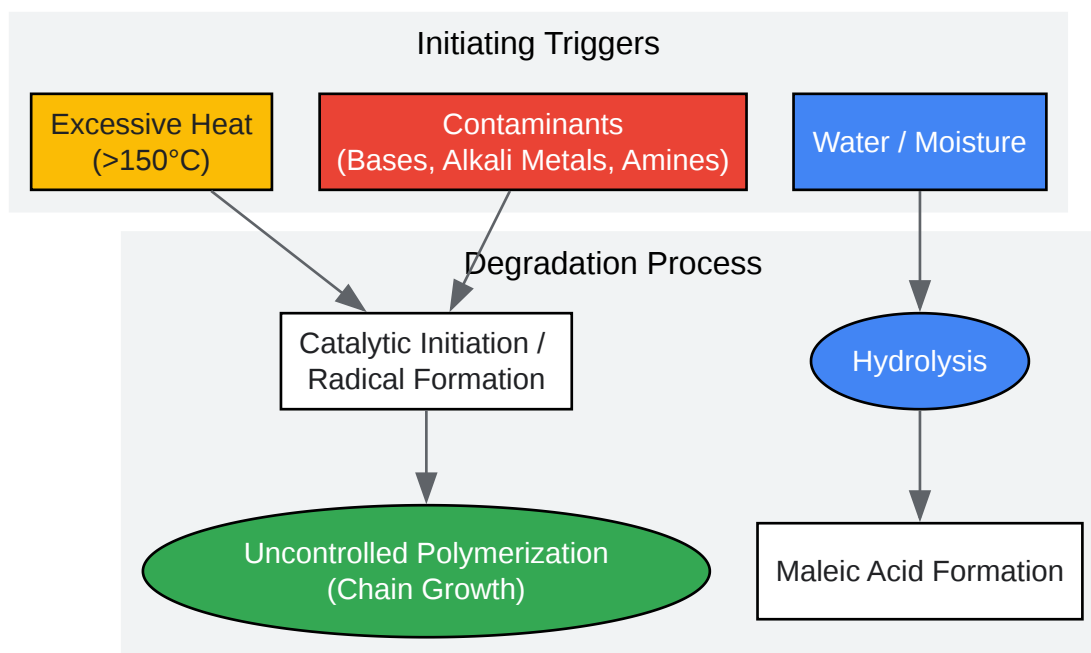 Initiating Triggers
Excessive Heat
(>150°C)
Contaminants
(Bases, Alkali Metals, Amines)
Water / Moisture
Degradation Process
Catalytic Initiation /
Radical Formation
Hydrolysis
Uncontrolled Polymerization
(Chain Growth)
Maleic Acid Formation